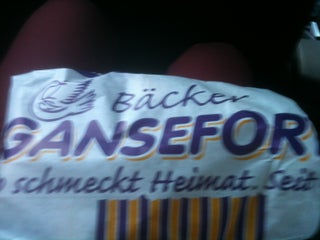 Bäcker
GANSEFOR
schmeckt Heimat. Seit